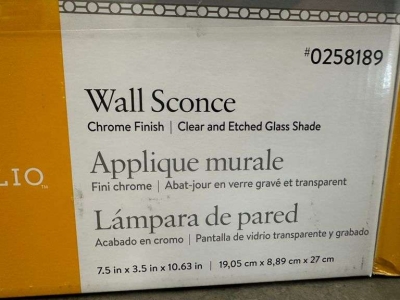 #0258189
Wall Sconce
Chrome Finish | Clear and Etched Glass Shade
LIO™
Applique murale
Fini chrome | Abat-jour en verre gravé et transparent
Lámpara de pared
Acabado en cromo | Pantalla de vidrio transparente y grabado
7.5 in x 3.5 in x 10.63 in | 19,05 cm x 8,89 cm x 27 cm